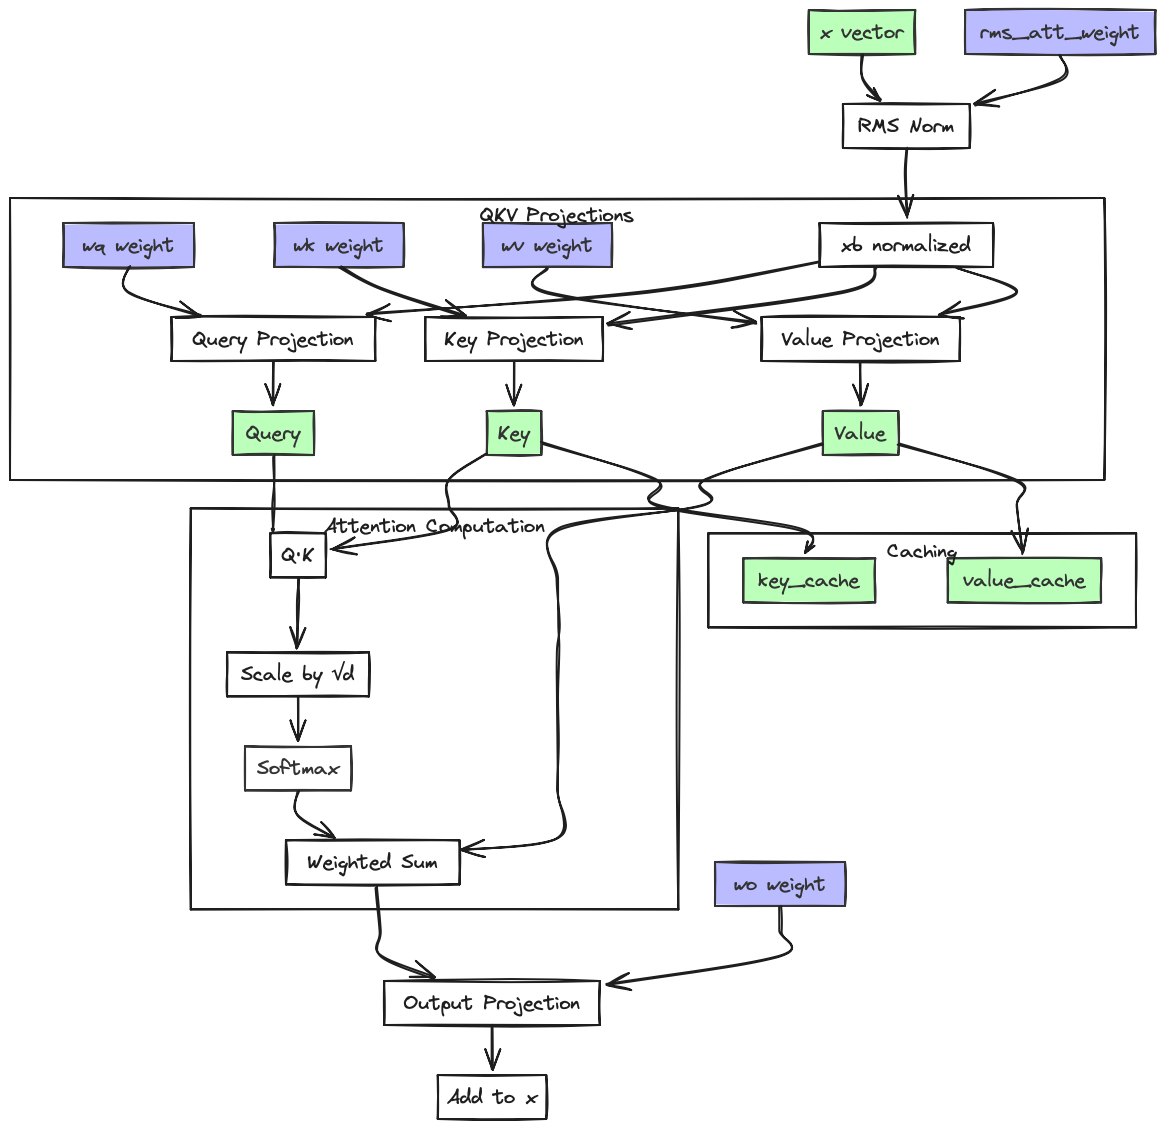 x vector
rms_att_weight
RMS Norm
QKV Projections
wq weight
wk weight
wv weight
xb normalized
Query Projection
Key Projection
Value Projection
Query
Key
Value
Attention Computation
Q·K
Caching
key_cache
value_cache
Scale by √d
Softmax
Weighted Sum
wo weight
Output Projection
Add to x